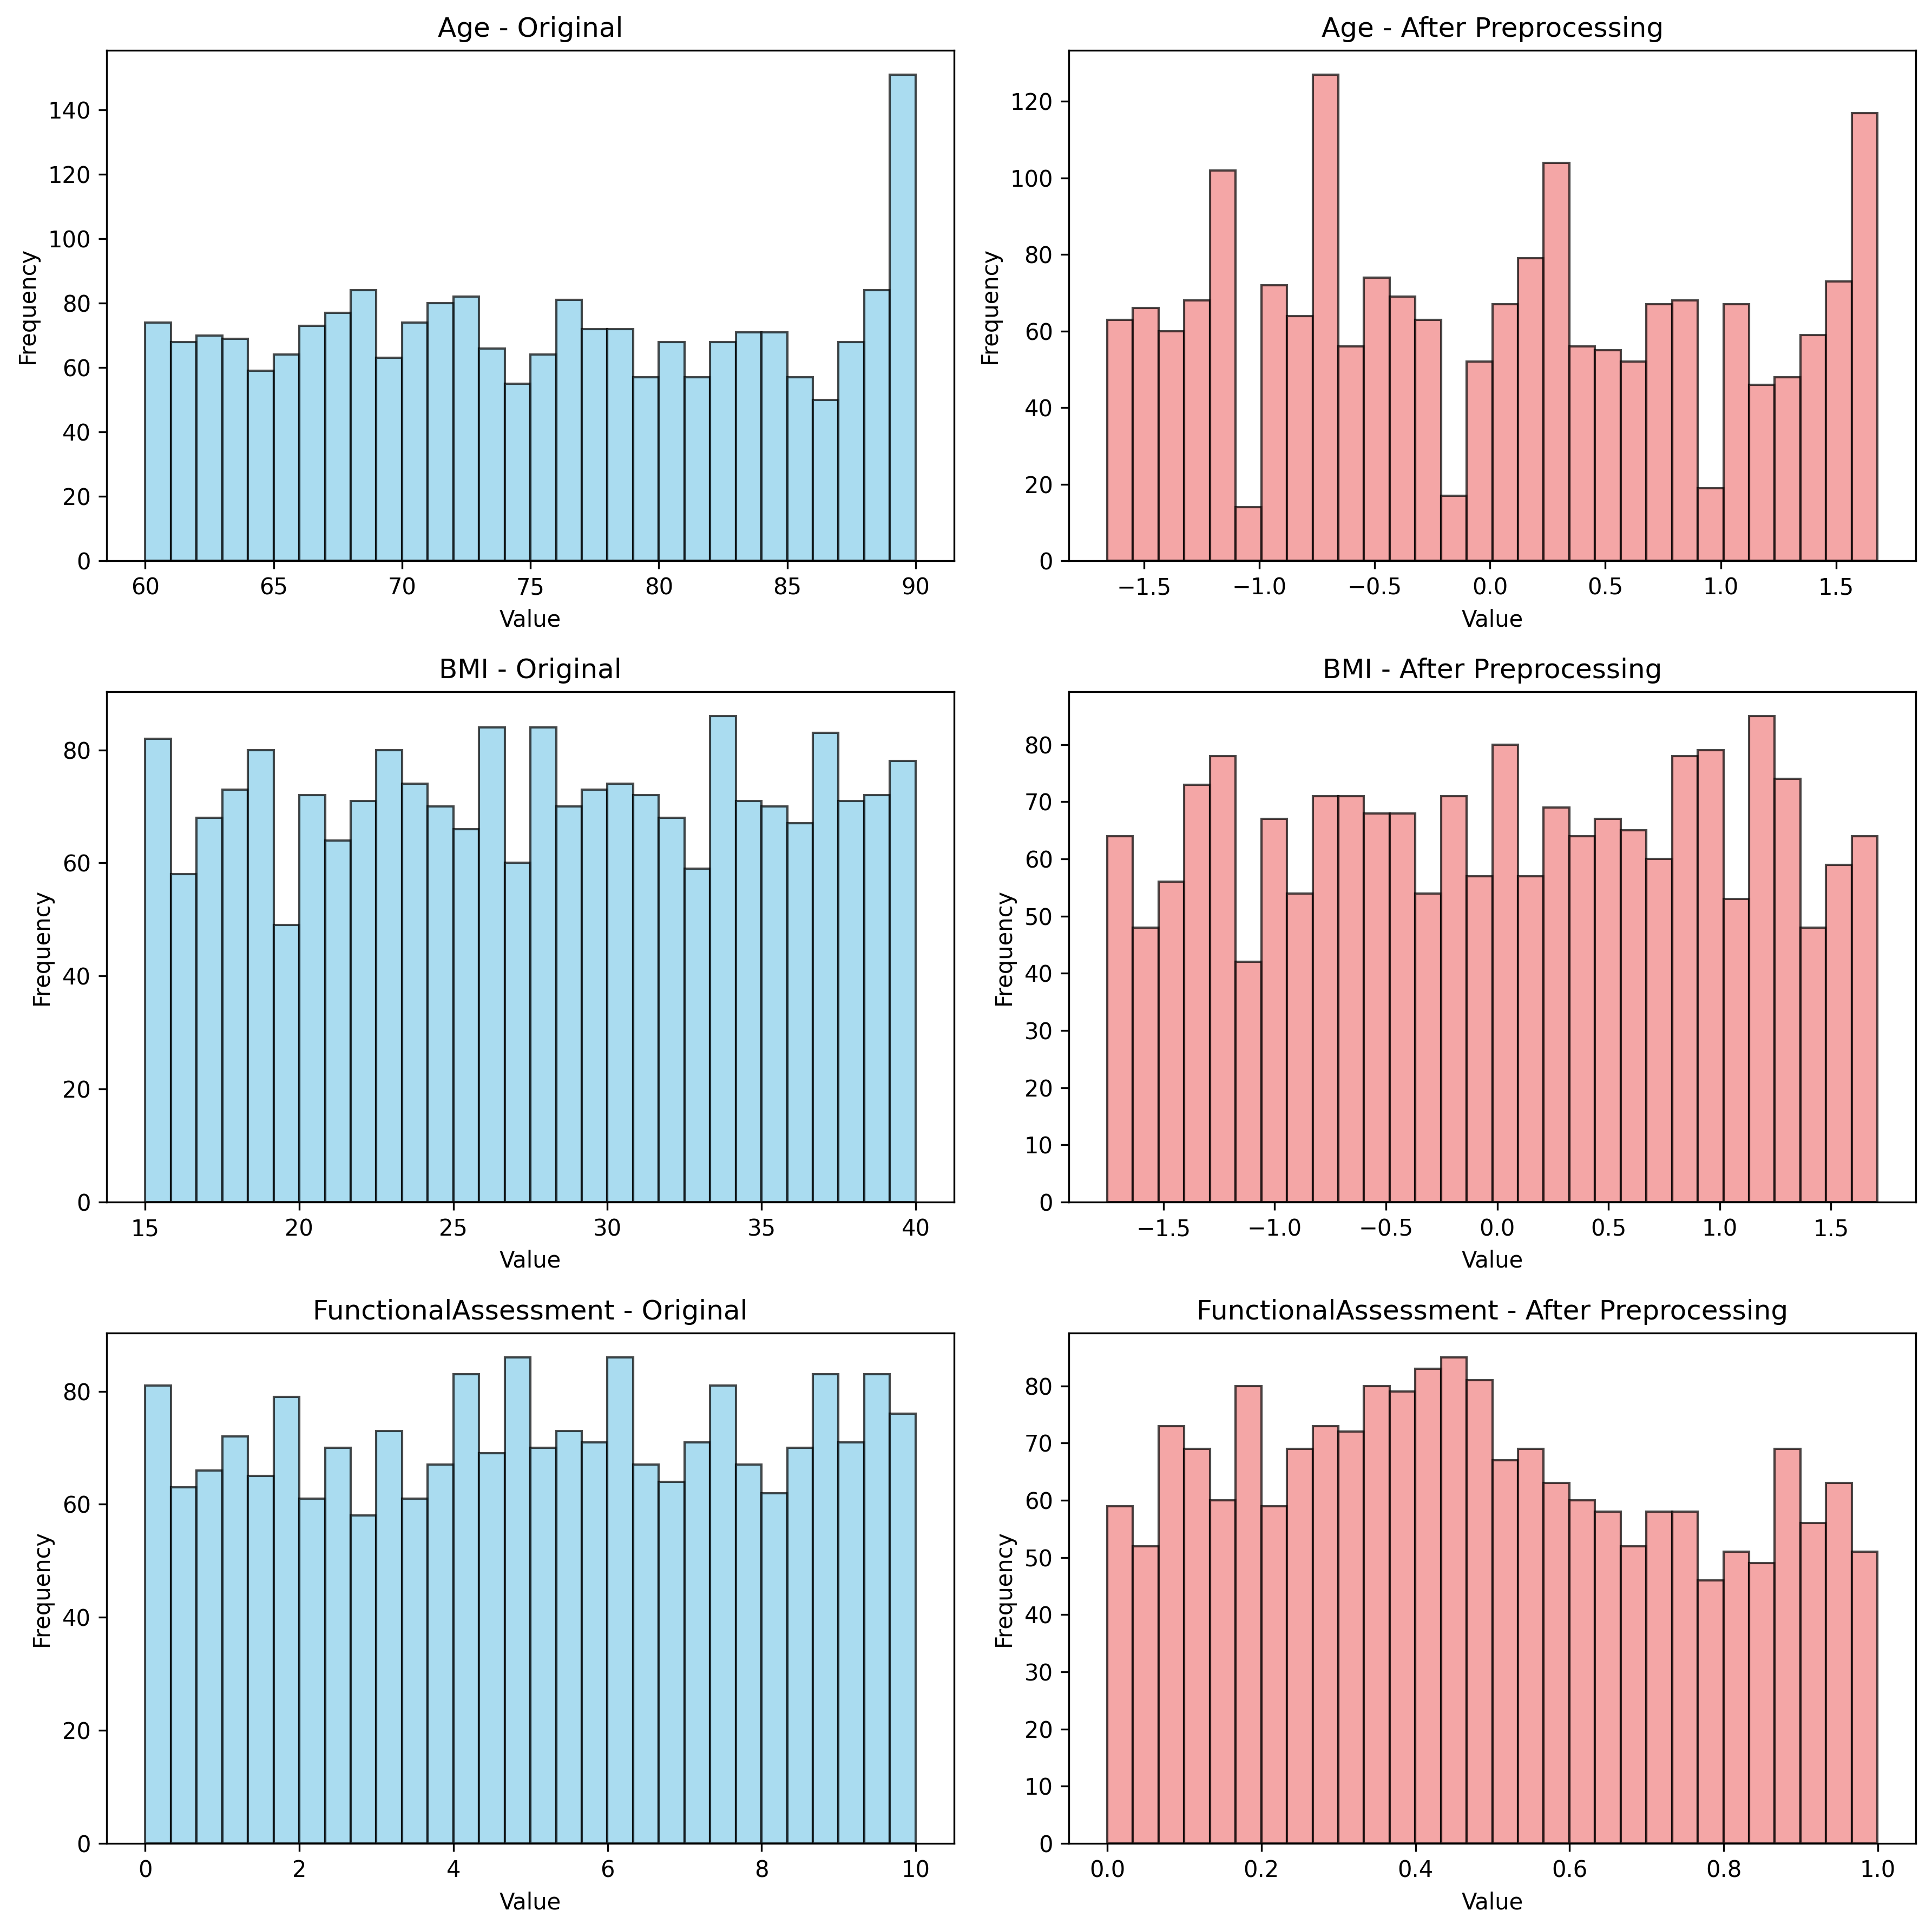 Age - Original
Frequency
140
120
100
80
60
40
20
0
60 65 70 75 80 85 90
Value
Age - After Preprocessing
Frequency
120
100
80
60
40
20
0
−1.5 −1.0 −0.5 0.0 0.5 1.0 1.5
Value
BMI - Original
Frequency
80
60
40
20
0
15 20 25 30 35 40
Value
BMI - After Preprocessing
Frequency
80
70
60
50
40
30
20
10
0
−1.5 −1.0 −0.5 0.0 0.5 1.0 1.5
Value
FunctionalAssessment - Original
Frequency
80
60
40
20
0
0 2 4 6 8 10
Value
FunctionalAssessment - After Preprocessing
Frequency
80
70
60
50
40
30
20
10
0
0.0 0.2 0.4 0.6 0.8 1.0
Value